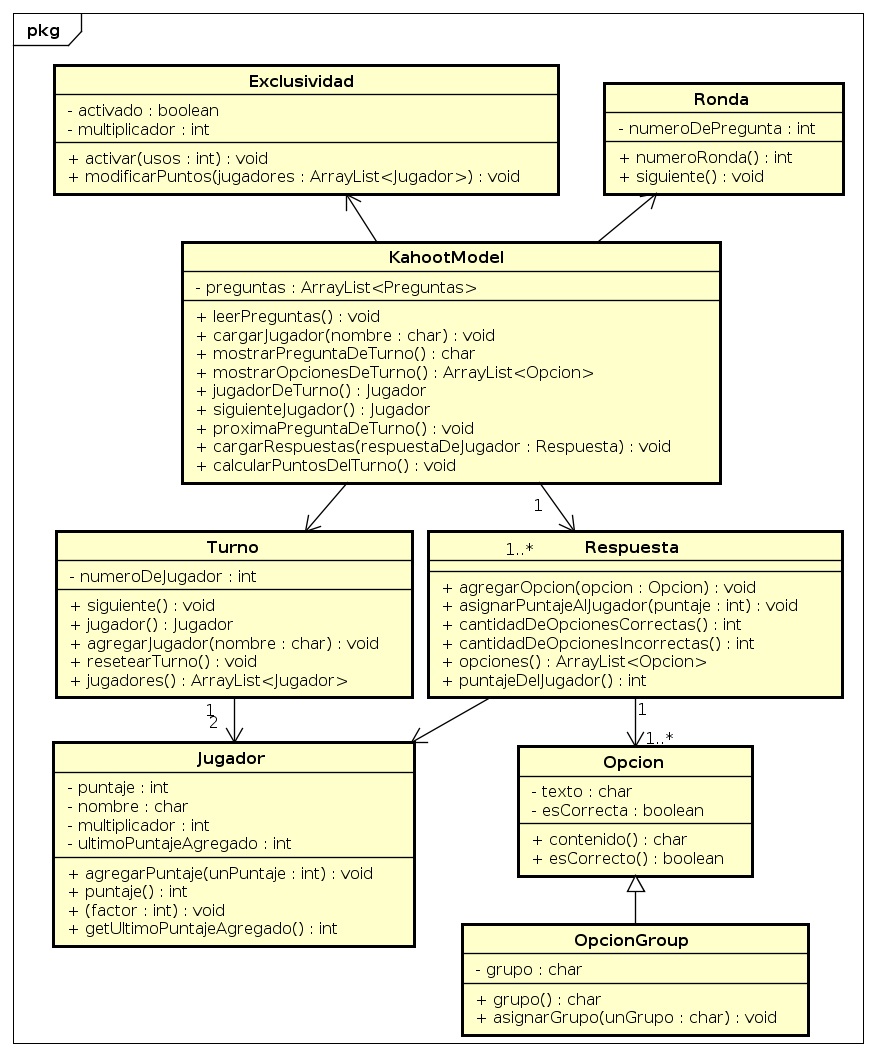 pkg
Exclusividad
- activado : boolean
- multiplicador : int
+ activar(usos : int) : void
+ modificarPuntos(jugadores : ArrayList<Jugador>) : void
Ronda
- numeroDePregunta : int
+ numeroRonda() : int
+ siguiente() : void
KahootModel
- preguntas : ArrayList<Preguntas>
+ leerPreguntas() : void
+ cargarJugador(nombre : char) : void
+ mostrarPreguntaDeTurno() : char
+ mostrarOpcionesDeTurno() : ArrayList<Opcion>
+ jugadorDeTurno() : Jugador
+ siguienteJugador() : Jugador
+ proximaPreguntaDeTurno() : void
+ cargarRespuestas(respuestaDeJugador : Respuesta) : void
+ calcularPuntosDelTurno() : void
1
1..*
Turno
- numeroDeJugador : int
+ siguiente() : void
+ jugador() : Jugador
+ agregarJugador(nombre : char) : void
+ resetearTurno() : void
+ jugadores() : ArrayList<Jugador>
Respuesta
+ agregarOpcion(opcion : Opcion) : void
+ asignarPuntajeAlJugador(puntaje : int) : void
+ cantidadDeOpcionesCorrectas() : int
+ cantidadDeOpcionesIncorrectas() : int
+ opciones() : ArrayList<Opcion>
+ puntajeDelJugador() : int
1
2
1
1..*
Jugador
- puntaje : int
- nombre : char
- multiplicador : int
- ultimoPuntajeAgregado : int
+ agregarPuntaje(unPuntaje : int) : void
+ puntaje() : int
+ (factor : int) : void
+ getUltimoPuntajeAgregado() : int
Opcion
- texto : char
- esCorrecta : boolean
+ contenido() : char
+ esCorrecto() : boolean
OpcionGroup
- grupo : char
+ grupo() : char
+ asignarGrupo(unGrupo : char) : void